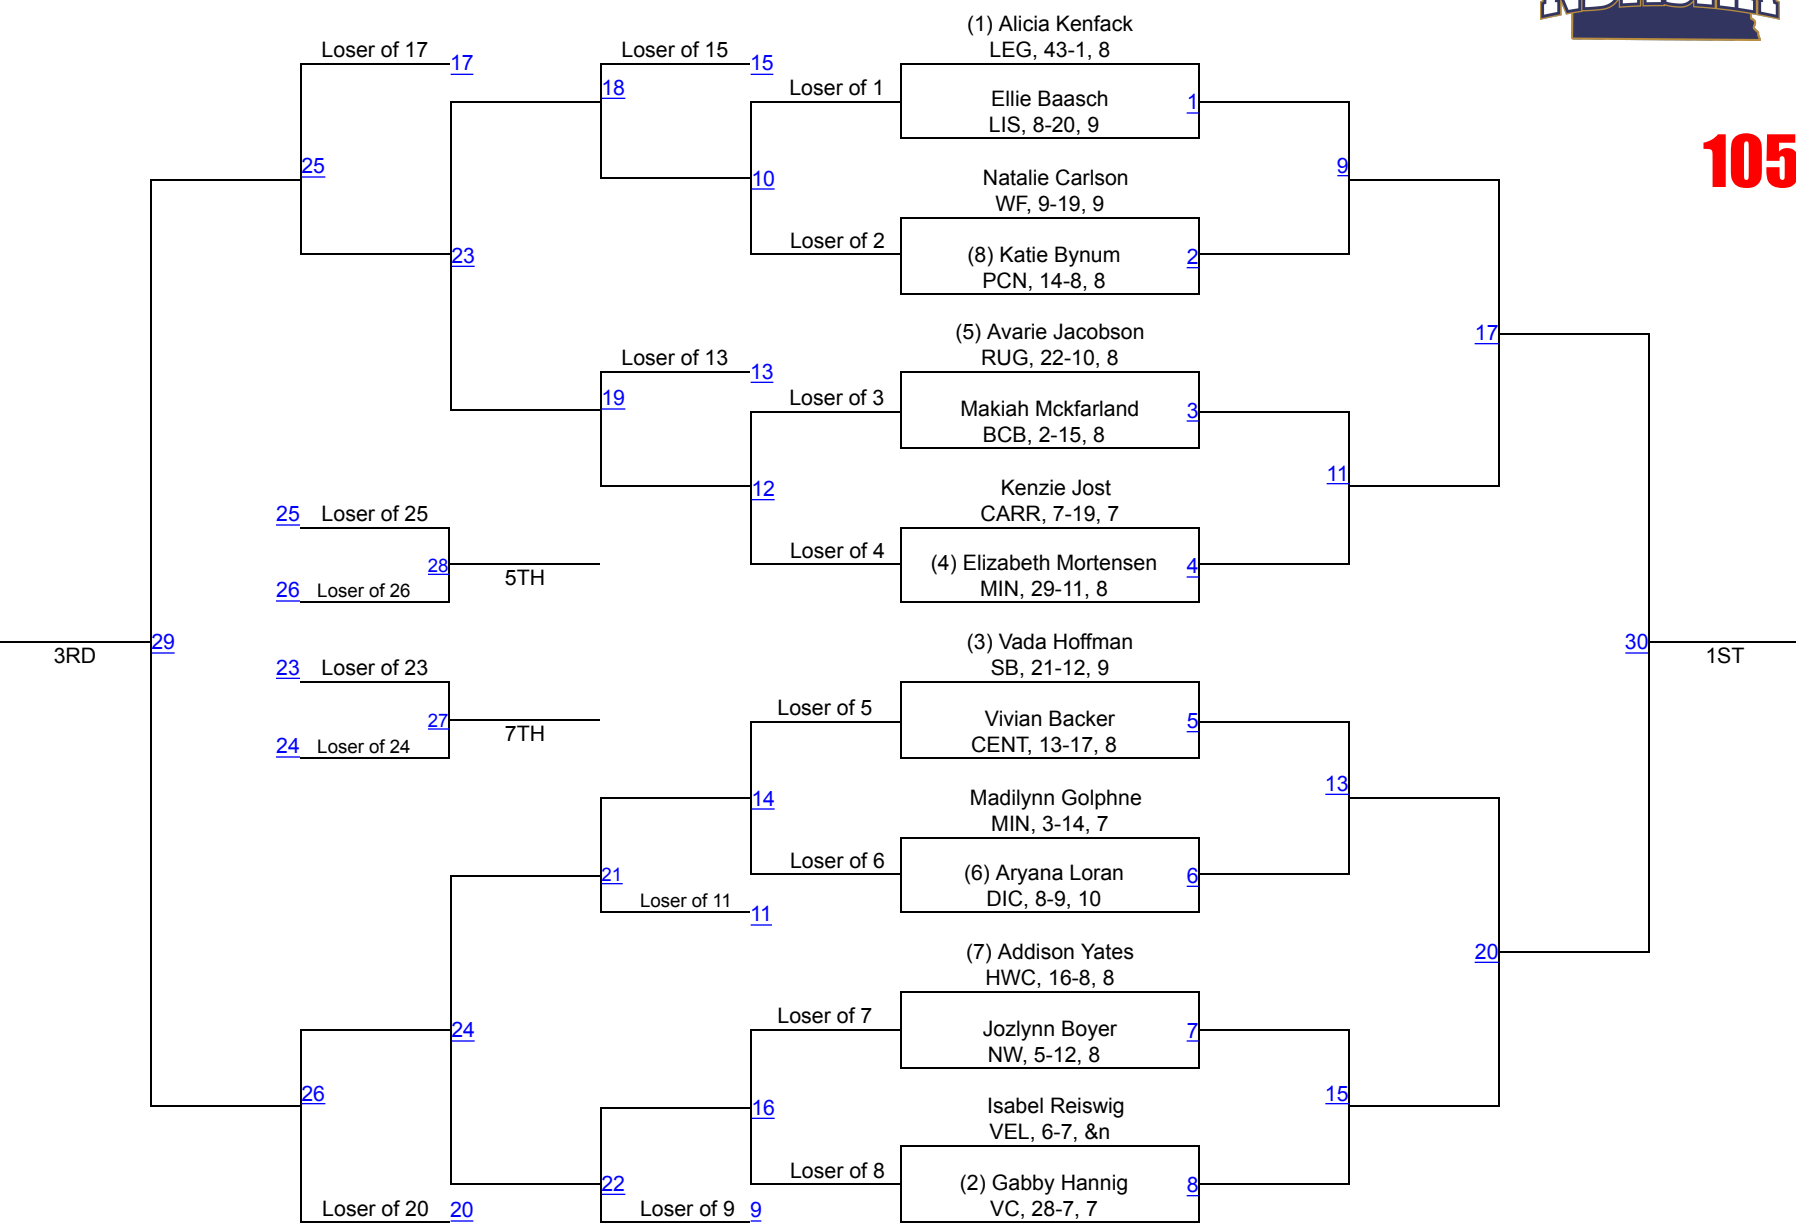 NDHSAA
105
(1) Alicia Kenfack
LEG, 43-1, 8
Ellie Baasch
LIS, 8-20, 9
1
Natalie Carlson
WF, 9-19, 9
(8) Katie Bynum
PCN, 14-8, 8
2
(5) Avarie Jacobson
RUG, 22-10, 8
Makiah Mckfarland
BCB, 2-15, 8
3
Kenzie Jost
CARR, 7-19, 7
(4) Elizabeth Mortensen
MIN, 29-11, 8
4
(3) Vada Hoffman
SB, 21-12, 9
Vivian Backer
CENT, 13-17, 8
5
Madilynn Golphne
MIN, 3-14, 7
(6) Aryana Loran
DIC, 8-9, 10
6
(7) Addison Yates
HWC, 16-8, 8
Jozlynn Boyer
NW, 5-12, 8
7
Isabel Reiswig
VEL, 6-7, &n
(2) Gabby Hannig
VC, 28-7, 7
8
9
11
13
15
17
20
30
1ST
Loser of 1
10
Loser of 2
Loser of 3
12
Loser of 4
Loser of 5
14
Loser of 6
Loser of 7
16
Loser of 8
Loser of 15
15
18
Loser of 13
13
19
21
Loser of 11
11
22
Loser of 9
9
Loser of 17
17
23
25
24
26
Loser of 20
20
25
Loser of 25
28
5TH
26
Loser of 26
23
Loser of 23
27
7TH
24
Loser of 24
29
3RD